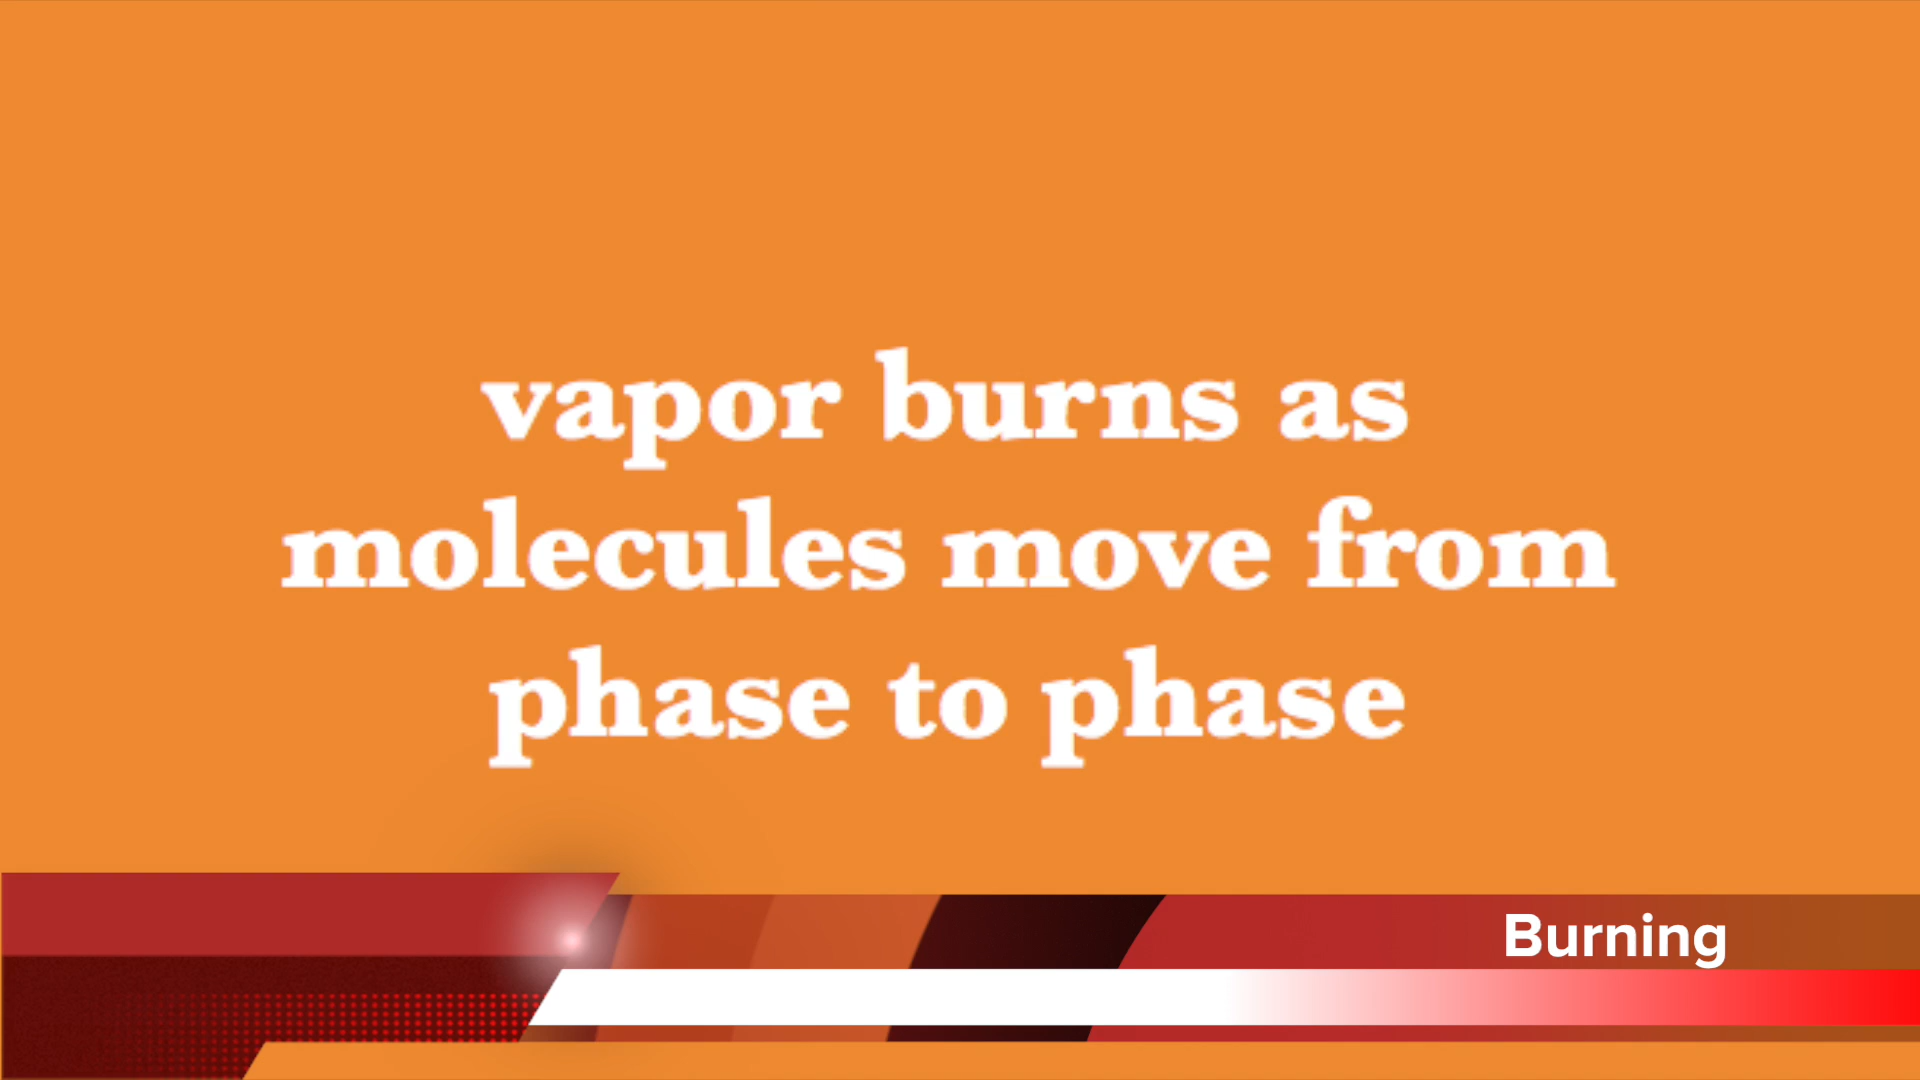 vapor burns as
molecules move from
phase to phase
Burning